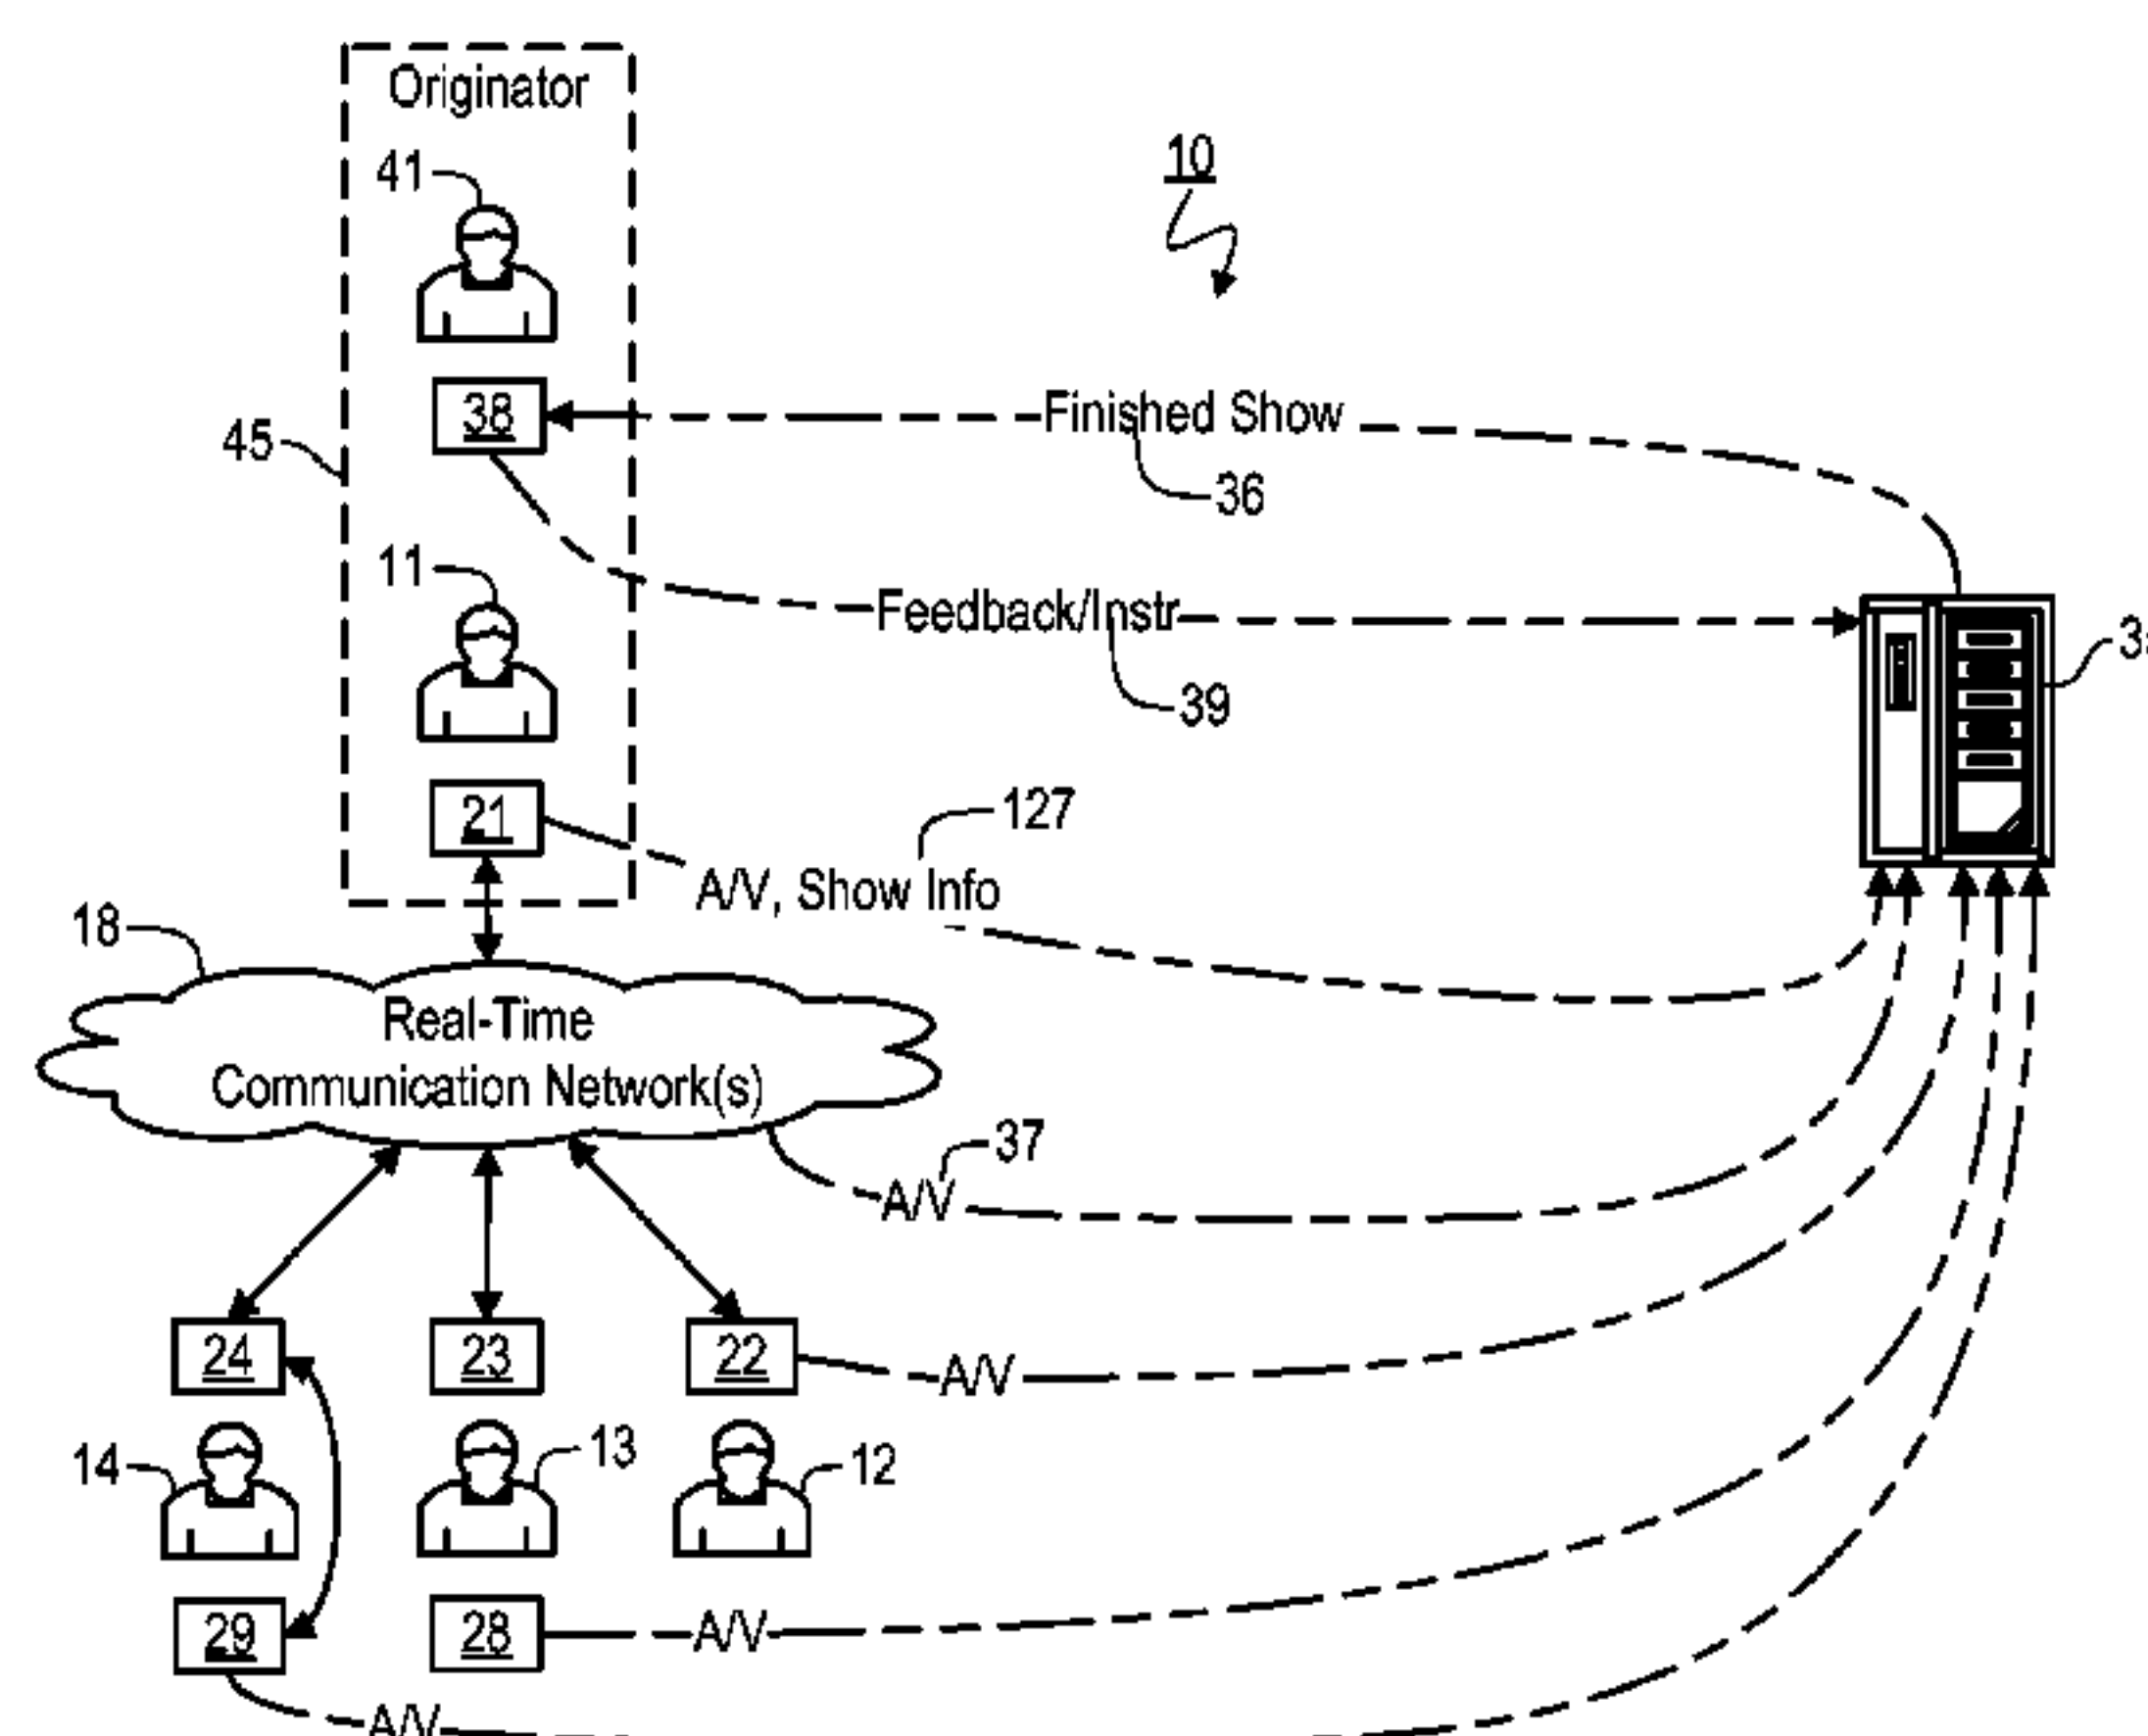 Originator
41
10
38
Finished Show
45
36
11
Feedback/Instr
39
21
127
A/V, Show Info
18
Real-Time
Communication Network(s)
37
A/V
24
23
22
A/V
14
13
12
29
28
A/V
A/V